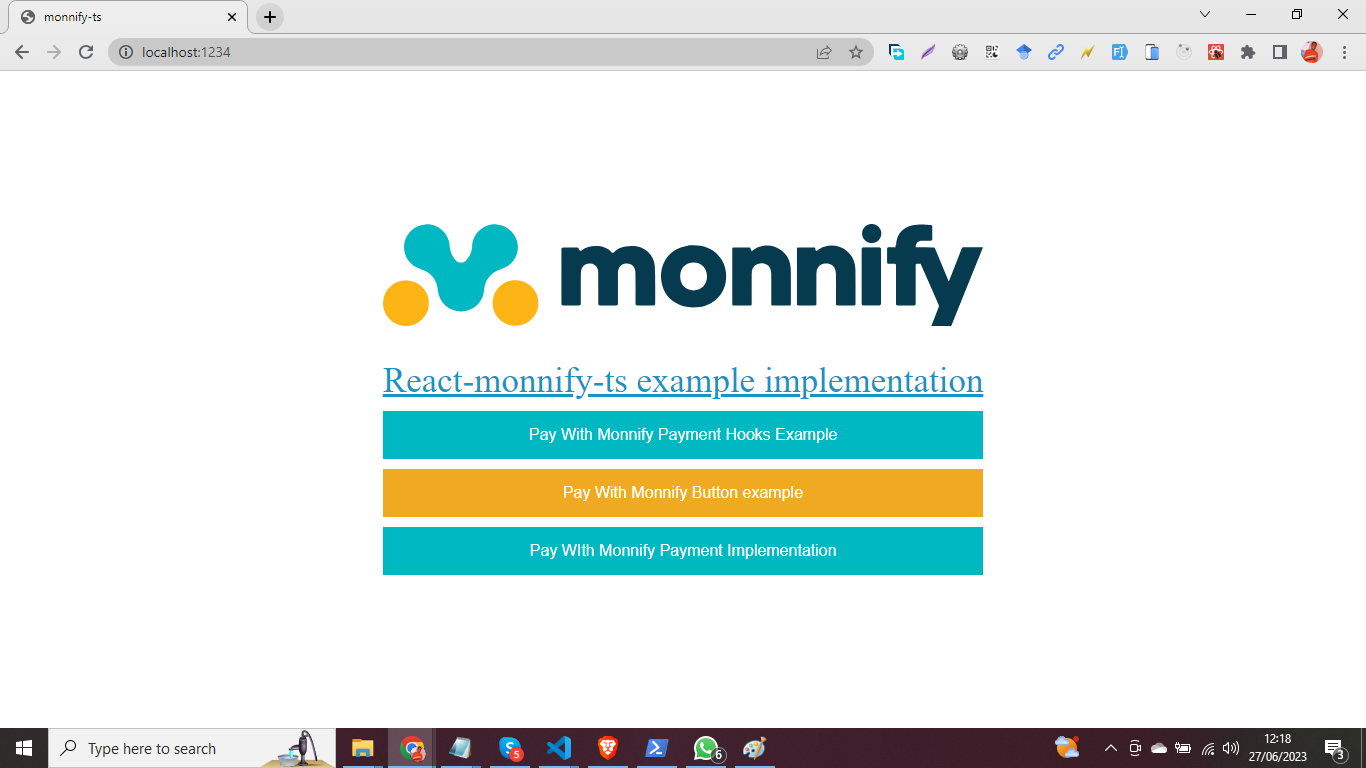 monnify-ts
localhost:1234
monnify
React-monnify-ts example implementation
Pay With Monnify Payment Hooks Example
Pay With Monnify Button example
Pay WIth Monnify Payment Implementation
Type here to search
5
6
12:18
27/06/2023
3